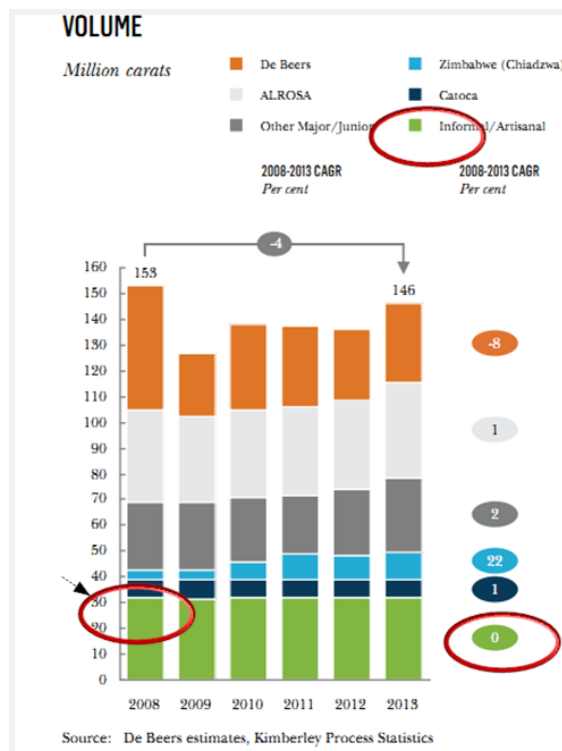 VOLUME
Million carats
De Beers
Zimbabwe (Chiadzwa)
ALROSA
Catoca
Other Major/Junior
Informal/Artisanal
2008-2013 CAGR
2008-2013 CAGR
Per cent
Per cent
-4
160
153
150
146
140
130
-8
120
110
100
1
90
80
70
2
60
50
22
40
1
30
20
0
10
0
2008 2009 2010 2011 2012 2013
Source: De Beers estimates, Kimberley Process Statistics